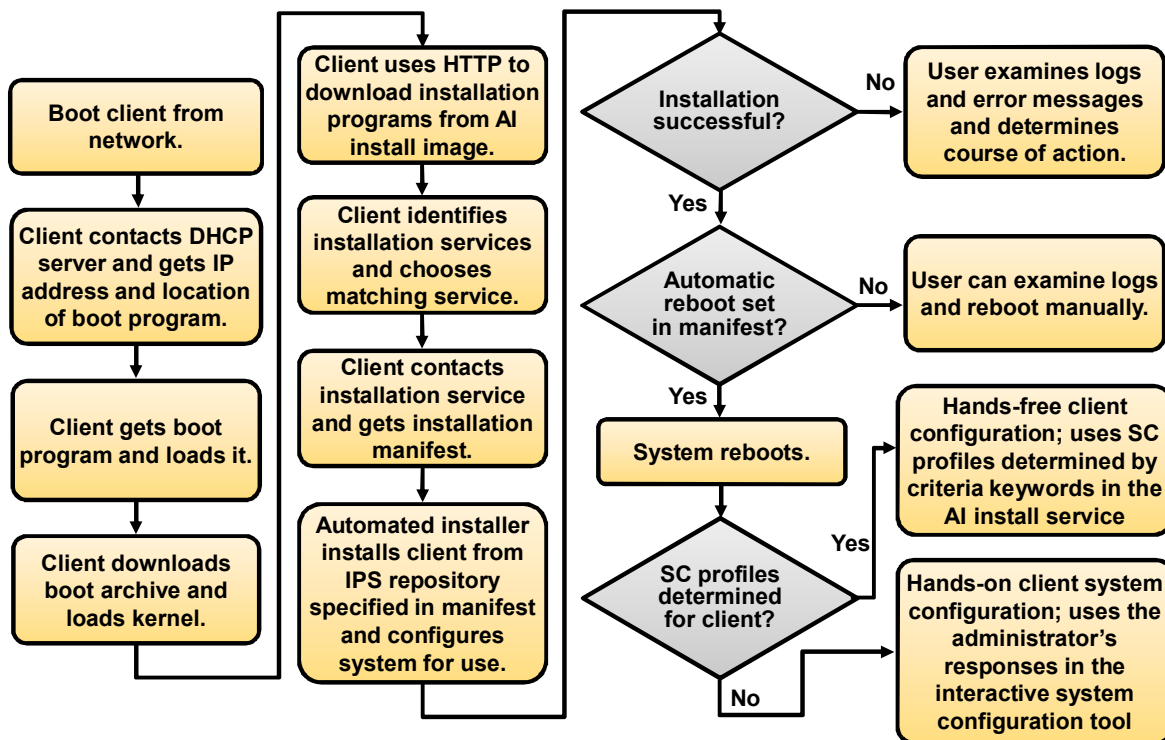 Boot client from
network.
Client contacts DHCP
server and gets IP
address and location
of boot program.
Client gets boot
program and loads it.
Client downloads
boot archive and
loads kernel.
Client uses HTTP to
download installation
programs from AI
install image.
Client identifies
installation services
and chooses
matching service.
Client contacts
installation service
and gets installation
manifest.
Automated installer
installs client from
IPS repository
specified in manifest
and configures
system for use.
Installation
successful?
No
User examines logs
and error messages
and determines
course of action.
Yes
Automatic
reboot set
in manifest?
No
User can examine logs
and reboot manually.
Yes
System reboots.
SC profiles
determined
for client?
Yes
Hands-free client
configuration; uses SC
profiles determined by
criteria keywords in the
AI install service
No
Hands-on client system
configuration; uses the
administrator’s
responses in the
interactive system
configuration tool